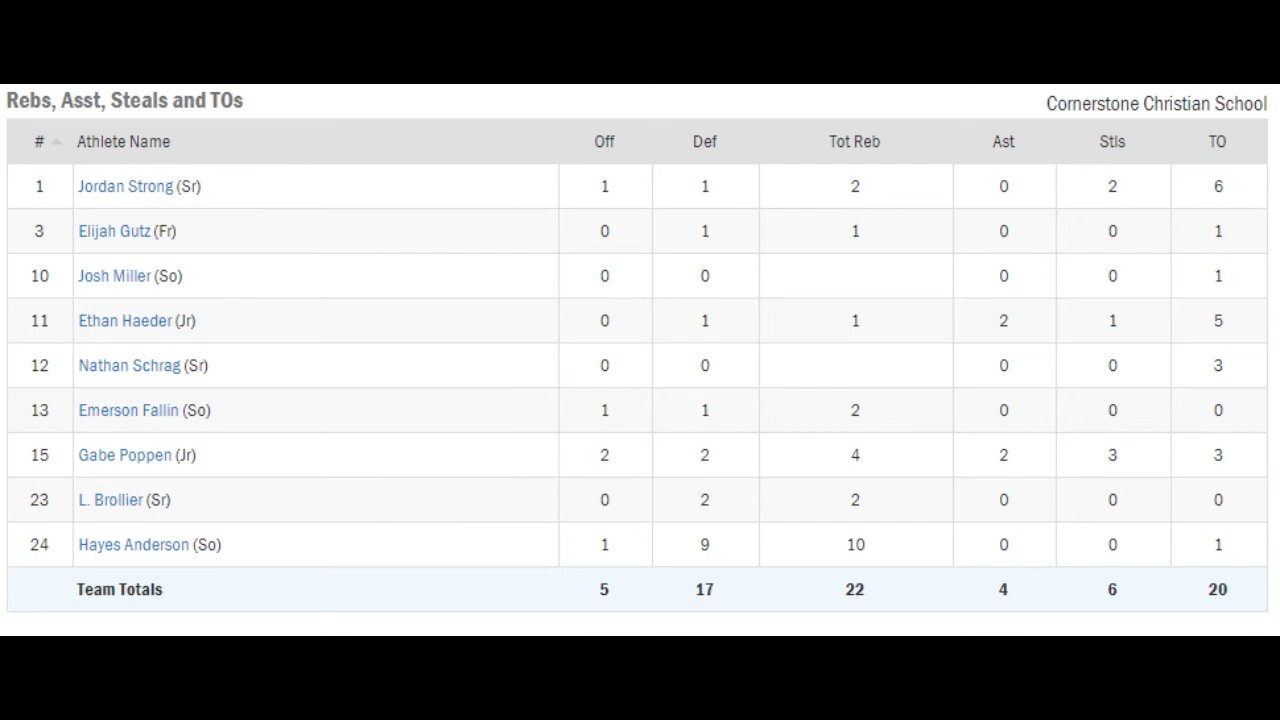 Rebs, Asst, Steals and TOs
Cornerstone Christian School
# Athlete Name Off Def Tot Reb Ast Stls TO
1 Jordan Strong (Sr) 1 1 2 0 2 6
3 Elijah Gutz (Fr) 0 1 1 0 0 1
10 Josh Miller (So) 0 0 0 0 1
11 Ethan Haeder (Jr) 0 1 1 2 1 5
12 Nathan Schrag (Sr) 0 0 0 0 3
13 Emerson Fallin (So) 1 1 2 0 0 0
15 Gabe Poppen (Jr) 2 2 4 2 3 3
23 L. Brollier (Sr) 0 2 2 0 0 0
24 Hayes Anderson (So) 1 9 10 0 0 1
Team Totals 5 17 22 4 6 20